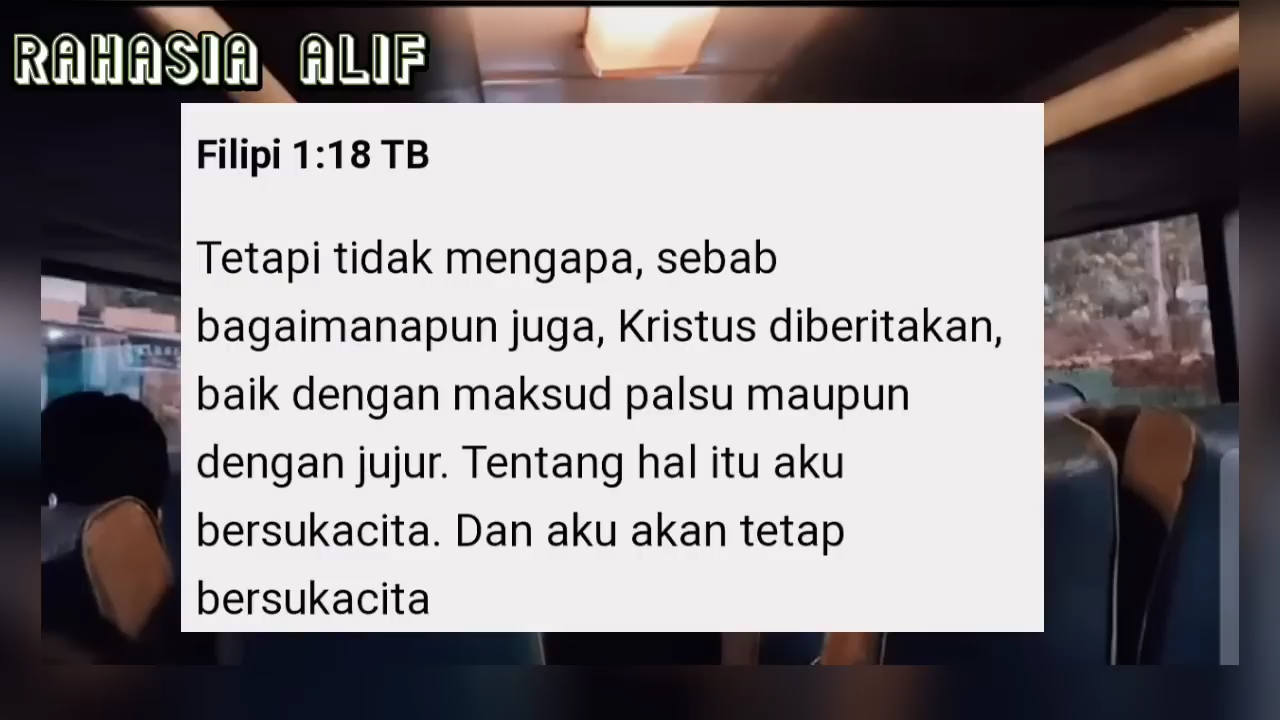 RAHASIA ALIF
Filipi 1:18 TB
Tetapi tidak mengapa, sebab
bagaimanapun juga, Kristus diberitakan,
baik dengan maksud palsu maupun
dengan jujur. Tentang hal itu aku
bersukacita. Dan aku akan tetap
bersukacita